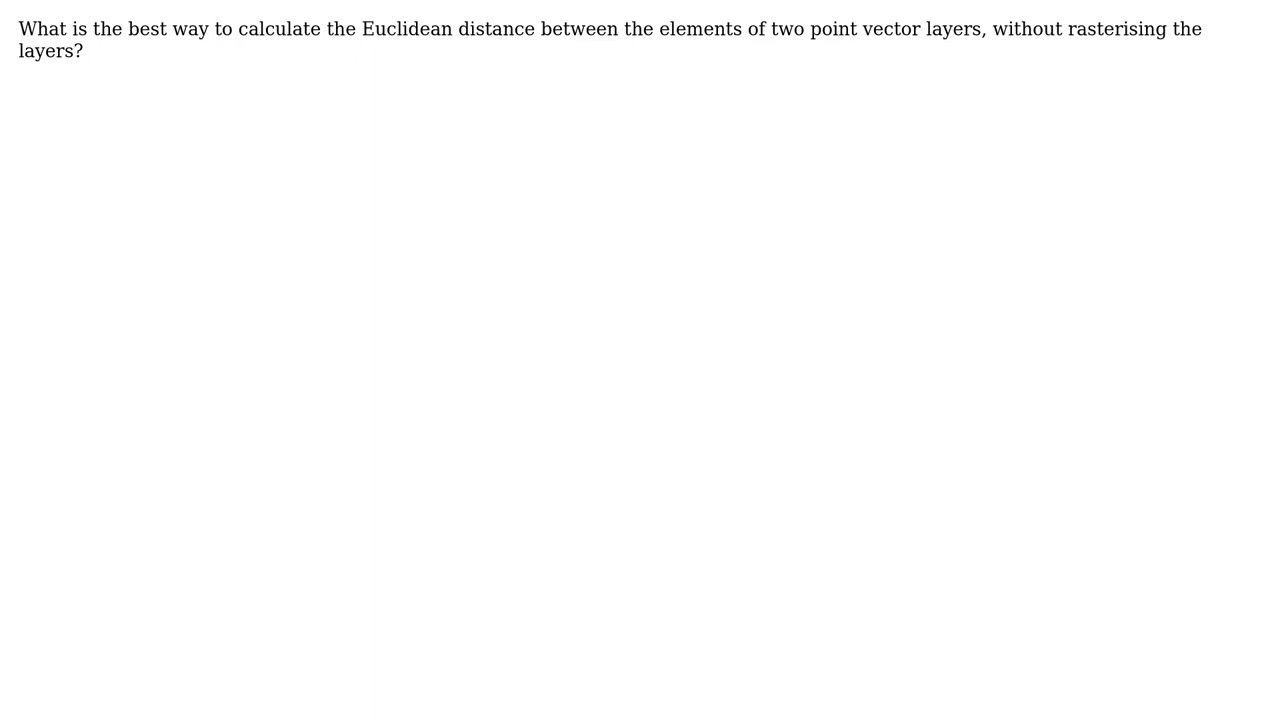 What is the best way to calculate the Euclidean distance between the elements of two point vector layers, without rasterising the
layers?